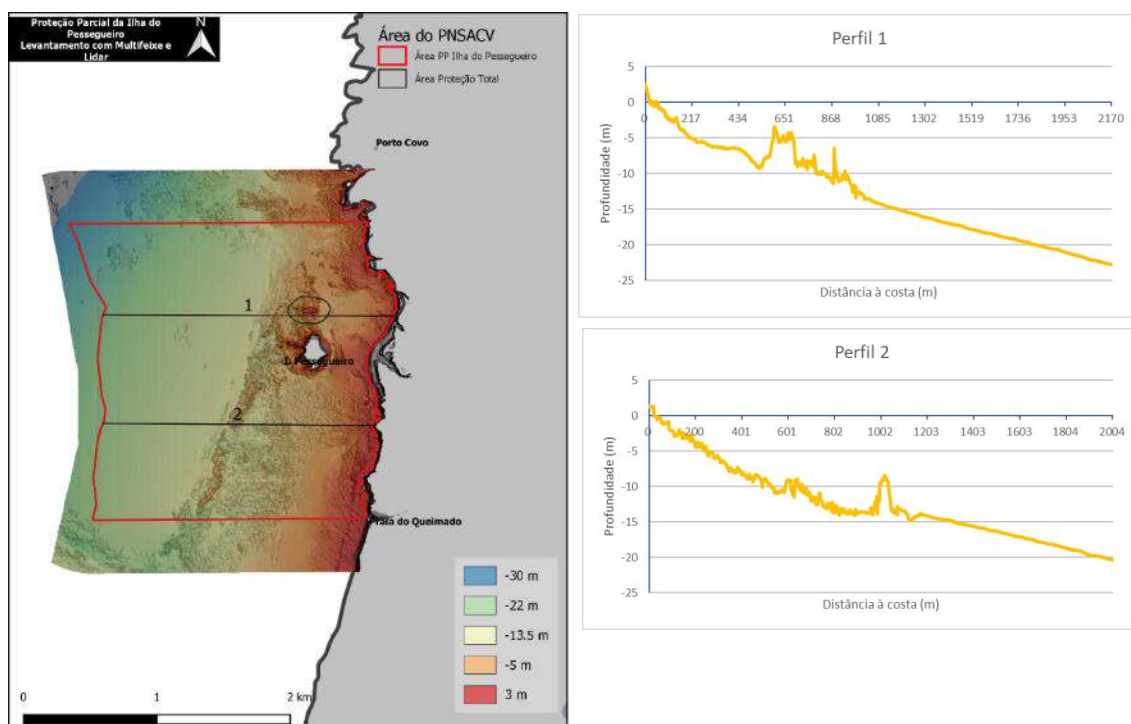 Proteção Parcial da Ilha do
Pessegueiro
Levantamento com Multifeixe e
Lidar
N
Área do PNSACV
Área PP Ilha do Pessegueiro
Área Proteção Total
Porto Covo
1
I. Pessegueiro
2
Praia do Queimado
-30 m
-22 m
-13.5 m
-5 m
3 m
0 1 2 km
Perfil 1
Profundidade (m)
5
0
-5
-10
-15
-20
-25
0 217 434 651 868 1085 1302 1519 1736 1953 2170
Distância à costa (m)
Perfil 2
Profundidade (m)
5
0
-5
-10
-15
-20
-25
0 200 401 601 802 1002 1203 1403 1603 1804 2004
Distância à costa (m)